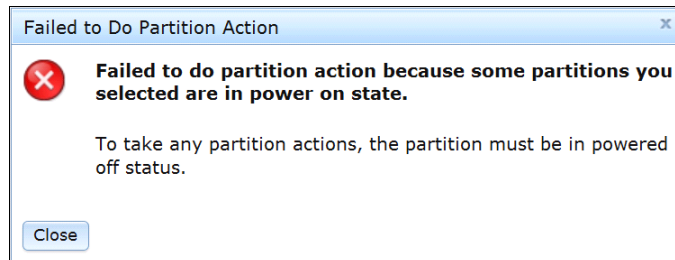 Failed to Do Partition Action
x
Failed to do partition action because some partitions you
selected are in power on state.
To take any partition actions, the partition must be in powered
off status.
Close